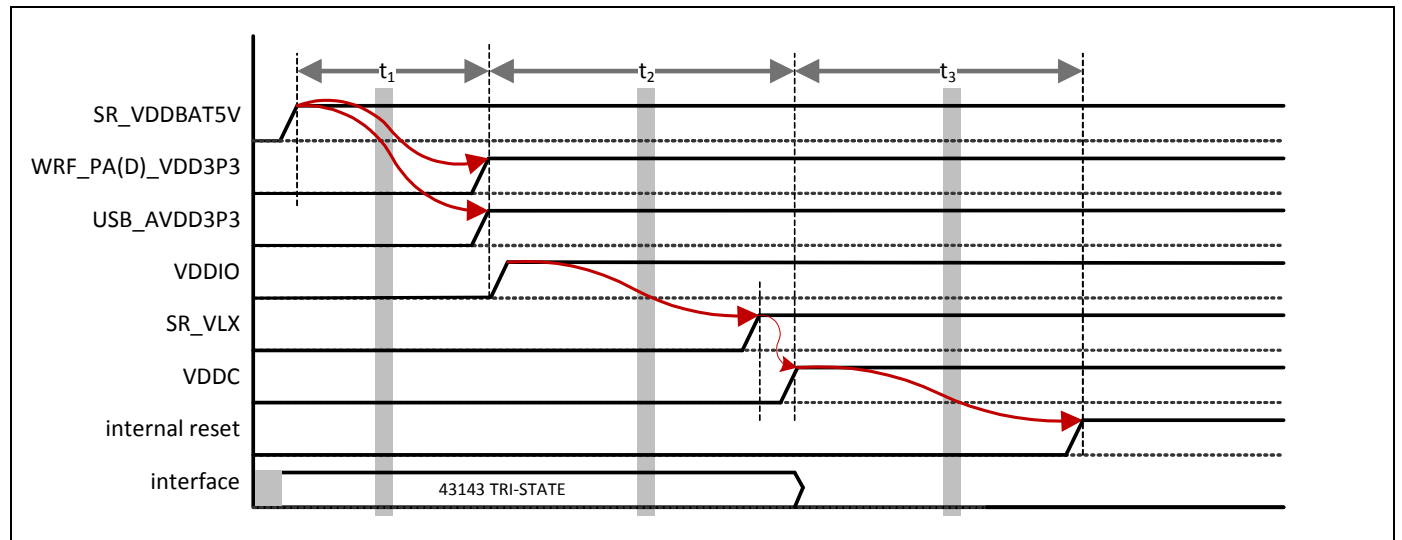 t₁ t₂ t₃
SR_VDDBAT5V
WRF_PA(D)_VDD3P3
USB_AVDD3P3
VDDIO
SR_VLX
VDDC
internal reset
interface 43143 TRI-STATE